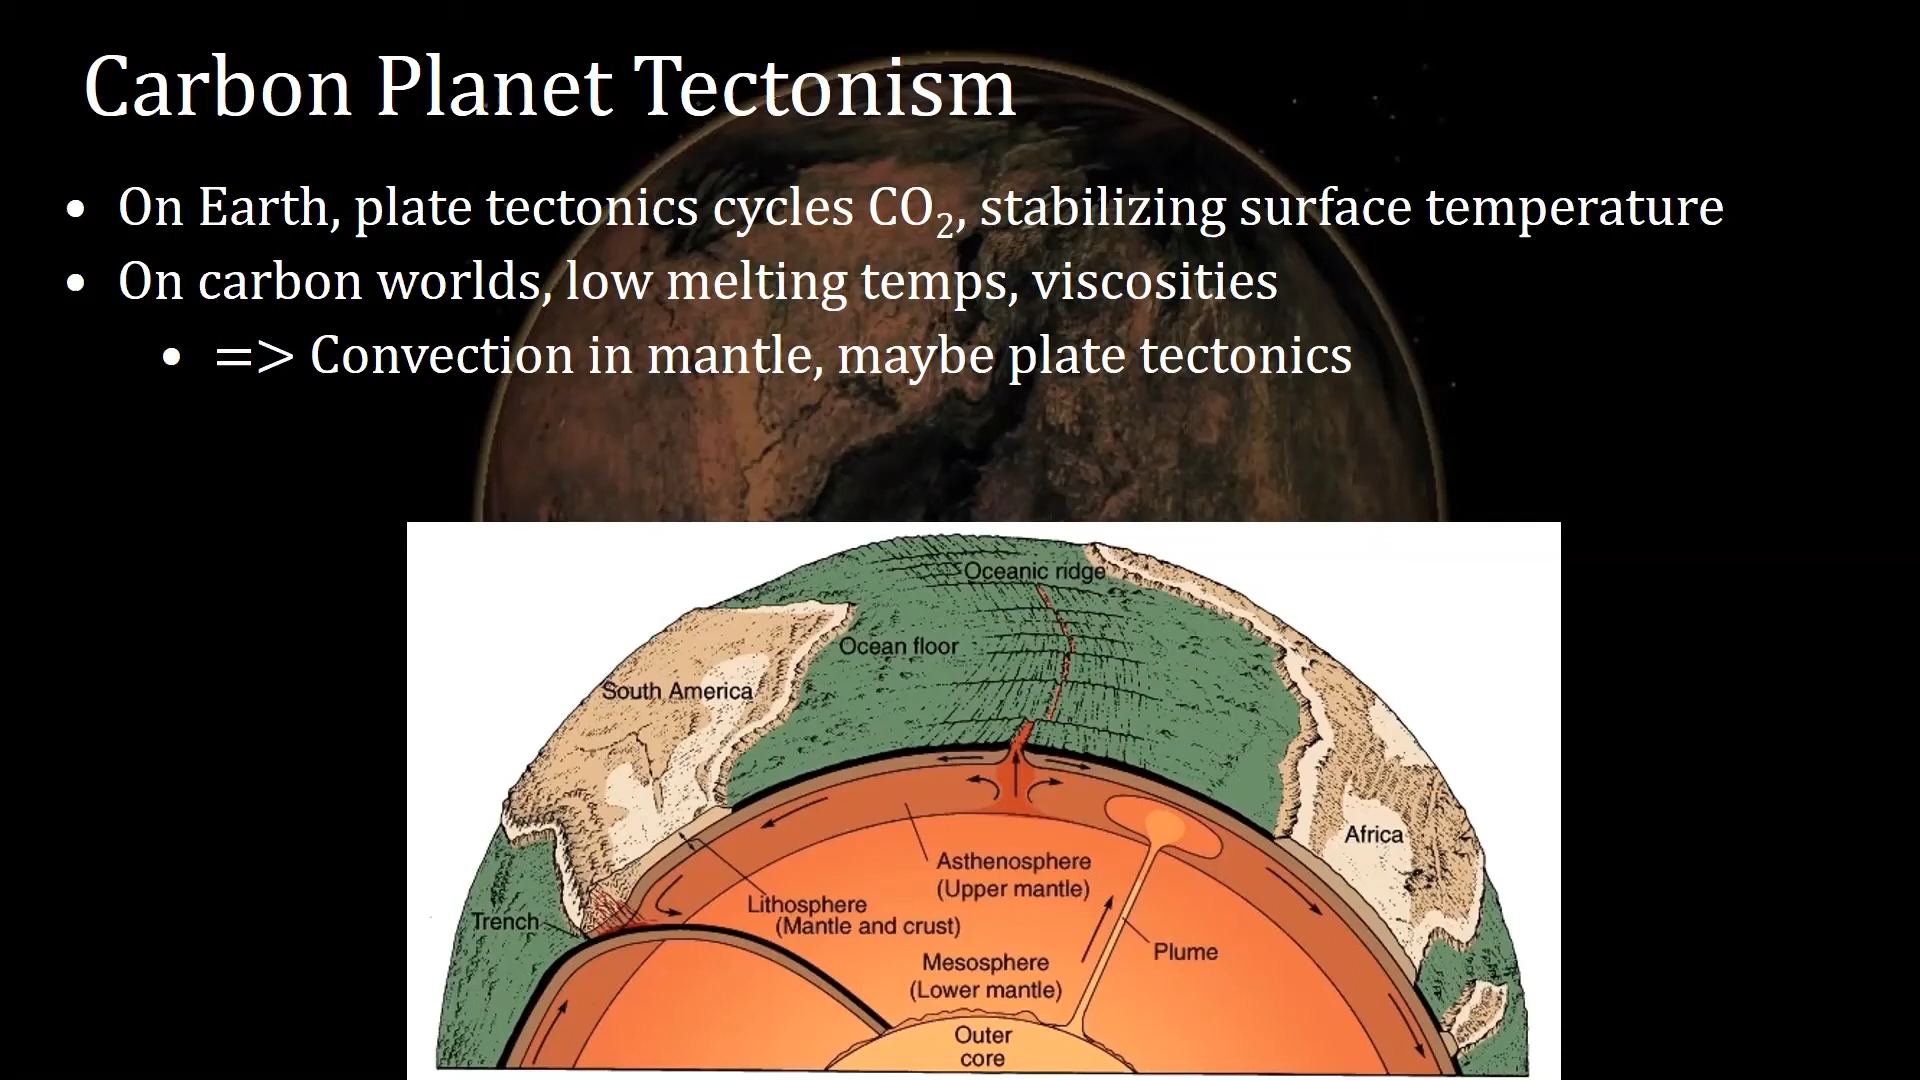 Carbon Planet Tectonism
• On Earth, plate tectonics cycles CO₂, stabilizing surface temperature
• On carbon worlds, low melting temps, viscosities
• => Convection in mantle, maybe plate tectonics
Oceanic ridge
Ocean floor
South America
Africa
Asthenosphere
(Upper mantle)
Lithosphere
(Mantle and crust)
Trench
Plume
Mesosphere
(Lower mantle)
Outer
core